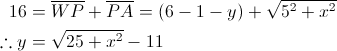 16 = \overline{WP} + \overline{PA} = (6 - 1 - y) + \sqrt{5^2 + x^2}
\therefore y = \sqrt{25 + x^2} - 11